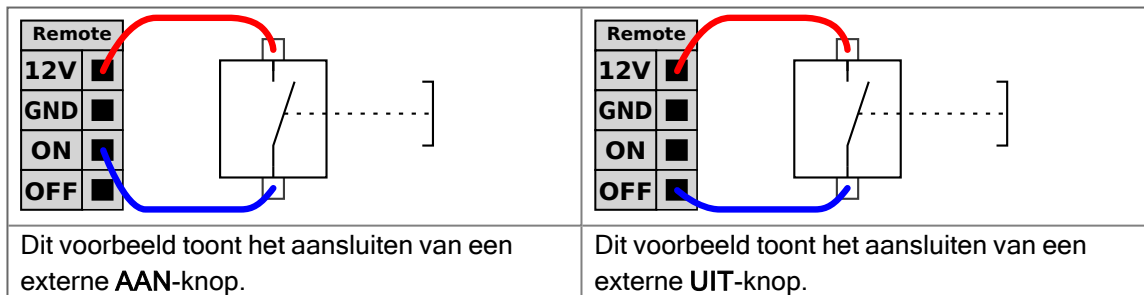 Remote
12V
GND
ON
OFF
Dit voorbeeld toont het aansluiten van een
externe AAN-knop.
Remote
12V
GND
ON
OFF
Dit voorbeeld toont het aansluiten van een
externe UIT-knop.